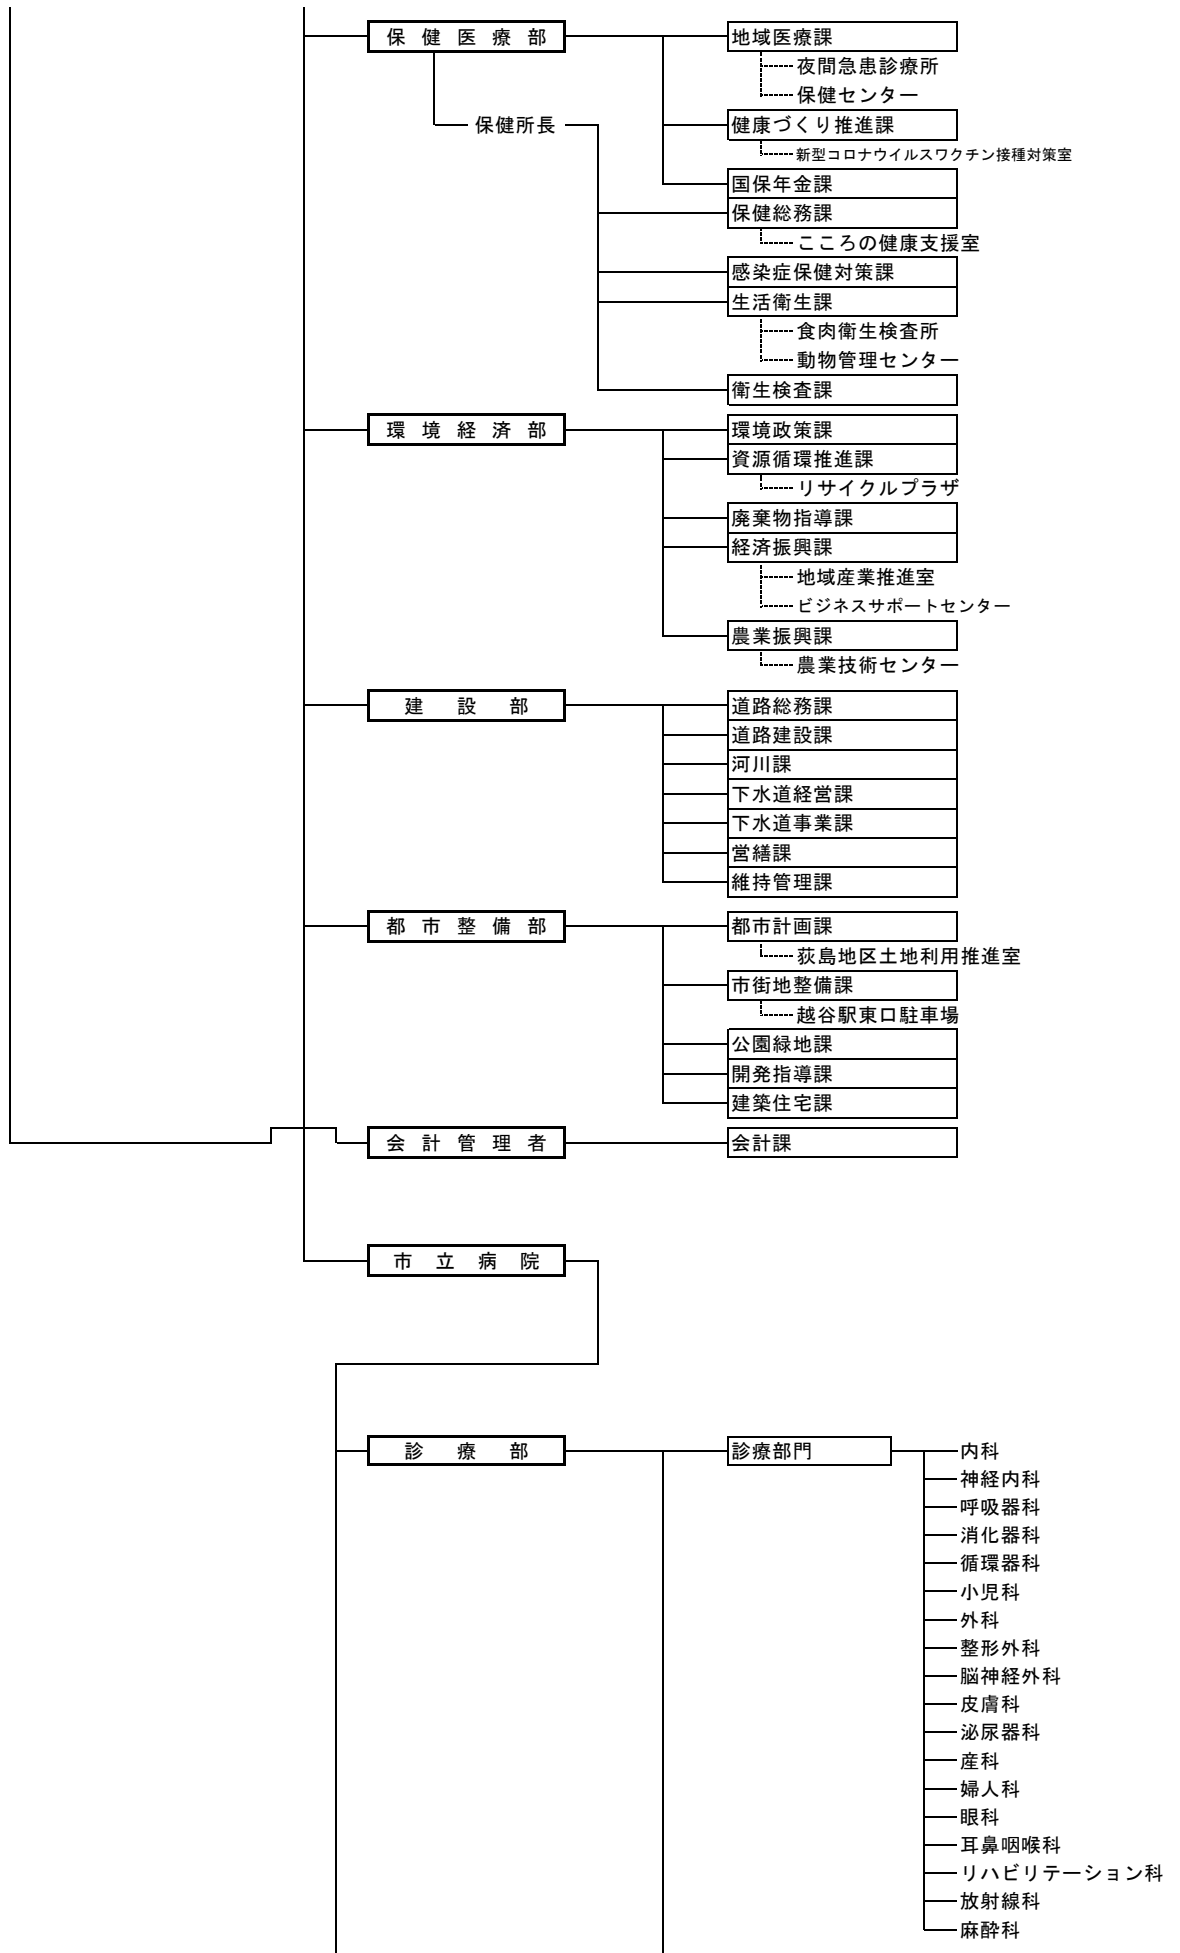 保健医療部
地域医療課
夜間急患診療所
保健センター
保健所長
健康づくり推進課
新型コロナウイルスワクチン接種対策室
国保年金課
保健総務課
こころの健康支援室
感染症保健対策課
生活衛生課
食肉衛生検査所
動物管理センター
衛生検査課
環境経済部
環境政策課
資源循環推進課
リサイクルプラザ
廃棄物指導課
経済振興課
地域産業推進室
ビジネスサポートセンター
農業振興課
農業技術センター
建設部
道路総務課
道路建設課
河川課
下水道経営課
下水道事業課
営繕課
維持管理課
都市整備部
都市計画課
荻島地区土地利用推進室
市街地整備課
越谷駅東口駐車場
公園緑地課
開発指導課
建築住宅課
会計管理者
会計課
市立病院
診療部
診療部門
内科
神経内科
呼吸器科
消化器科
循環器科
小児科
外科
整形外科
脳神経外科
皮膚科
泌尿器科
産科
婦人科
眼科
耳鼻咽喉科
リハビリテーション科
放射線科
麻酔科